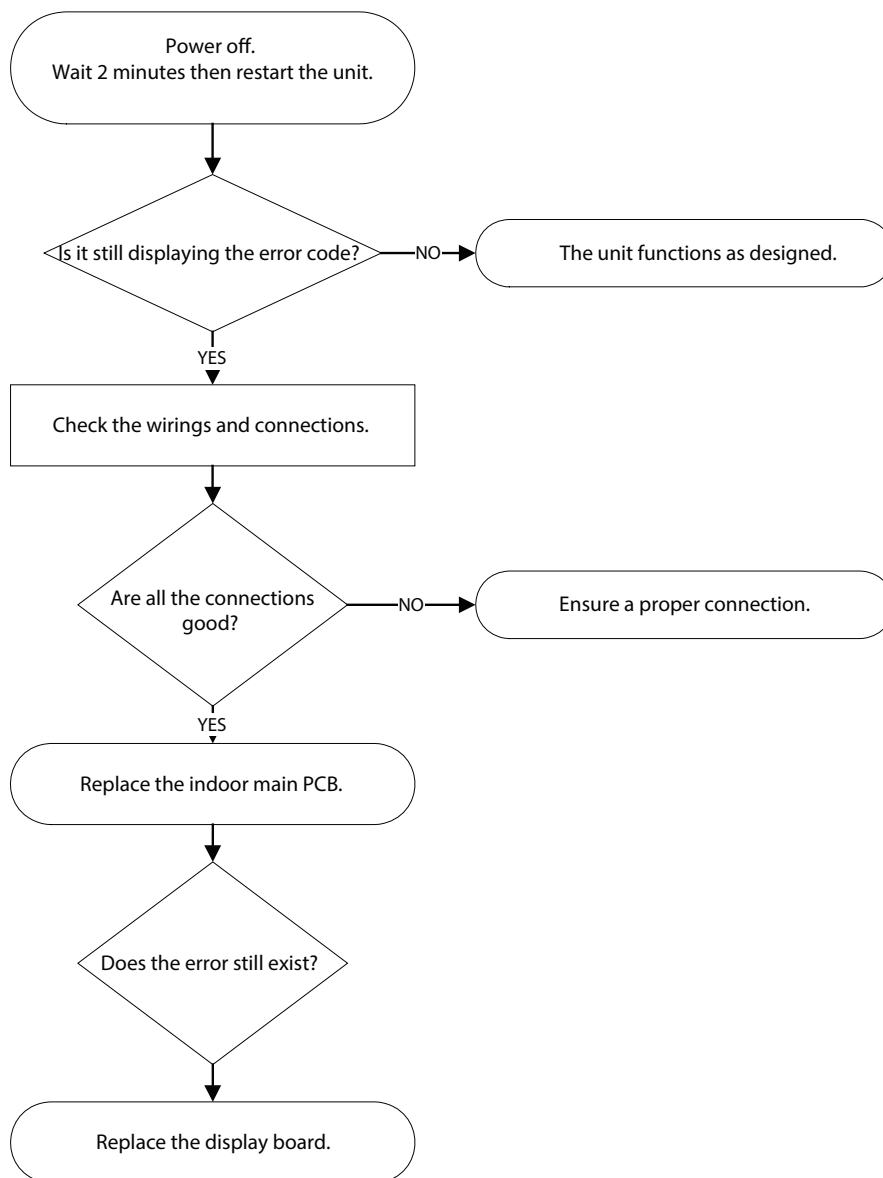 Power off.
Wait 2 minutes then restart the unit.
Is it still displaying the error code?
NO
The unit functions as designed.
YES
Check the wirings and connections.
Are all the connections
good?
NO
Ensure a proper connection.
YES
Replace the indoor main PCB.
Does the error still exist?
Replace the display board.